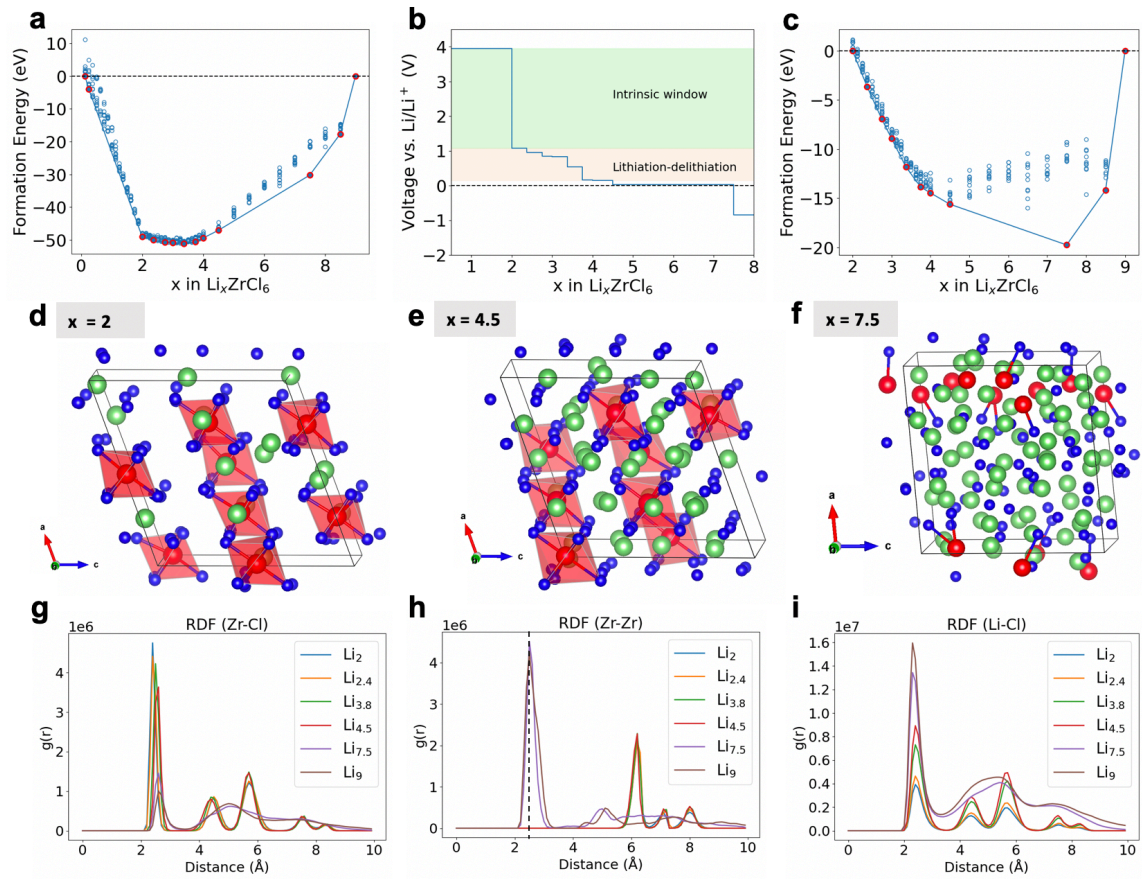 a
10
0
−10
−20
−30
−40
−50
Formation Energy (eV)
0
2
4
6
8
x in LiₓZrCl₆
b
4
3
2
1
0
−1
−2
Voltage vs. Li/Li⁺ (V)
Intrinsic window
Lithiation-delithiation
1
2
3
4
5
6
7
8
x in LiₓZrCl₆
c
0
−5
−10
−15
−20
Formation Energy (eV)
2
3
4
5
6
7
8
9
x in LiₓZrCl₆
d
x = 2
a
b
c
e
x = 4.5
a
b
c
f
x = 7.5
a
b
c
g
1e6
RDF (Zr-Cl)
4
3
2
1
0
g(r)
Li₂
Li₂.₄
Li₃.₈
Li₄.₅
Li₇.₅
Li₉
0
2
4
6
8
10
Distance (Å)
h
1e6
RDF (Zr-Zr)
4
2
0
g(r)
Li₂
Li₂.₄
Li₃.₈
Li₄.₅
Li₇.₅
Li₉
0
2
4
6
8
10
Distance (Å)
i
1e7
RDF (Li-Cl)
1.6
1.4
1.2
1.0
0.8
0.6
0.4
0.2
0.0
g(r)
Li₂
Li₂.₄
Li₃.₈
Li₄.₅
Li₇.₅
Li₉
0
2
4
6
8
10
Distance (Å)